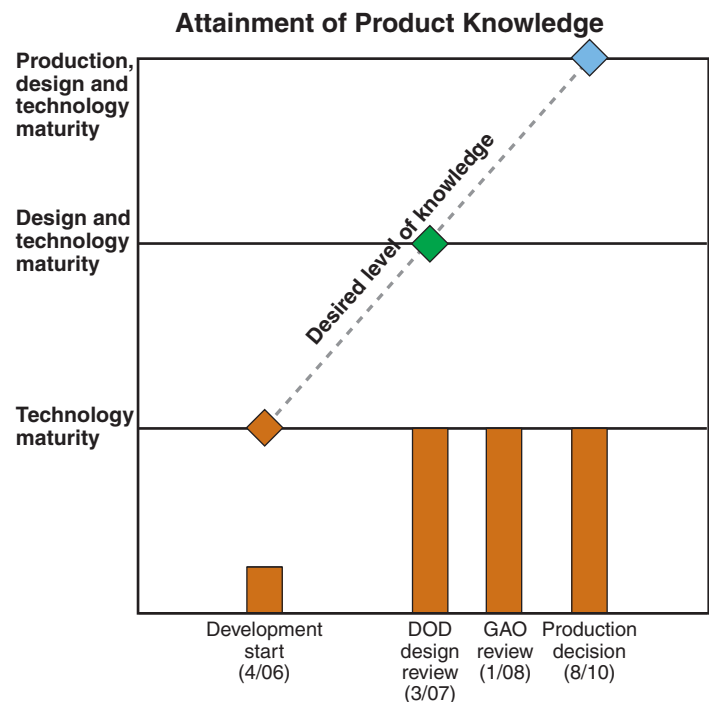 Attainment of Product Knowledge
Production,
design and
technology
maturity
Design and
technology
maturity
Desired level of knowledge
Technology
maturity
Development
start
(4/06)
DOD
design
review
(3/07)
GAO
review
(1/08)
Production
decision
(8/10)